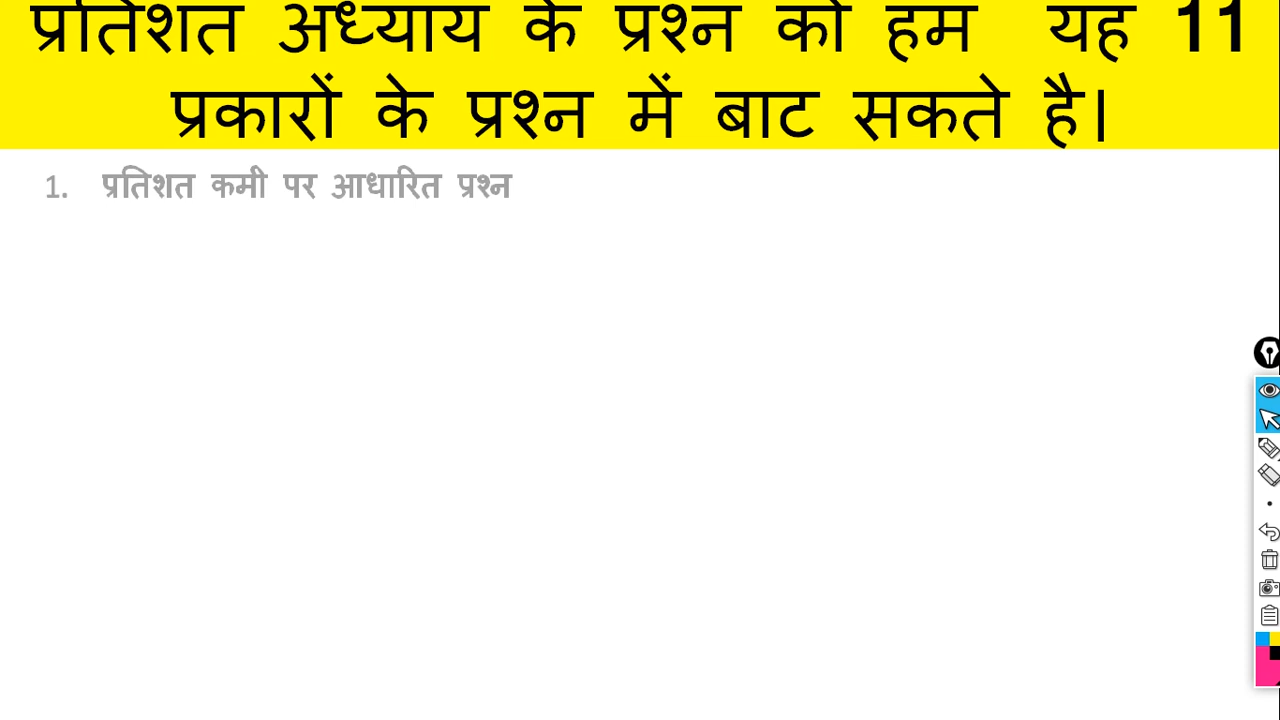 प्रतिशत अध्याय के प्रश्न को हम यह 11
प्रकारों के प्रश्न में बाट सकते है।
1. प्रतिशत कमी पर आधारित प्रश्न